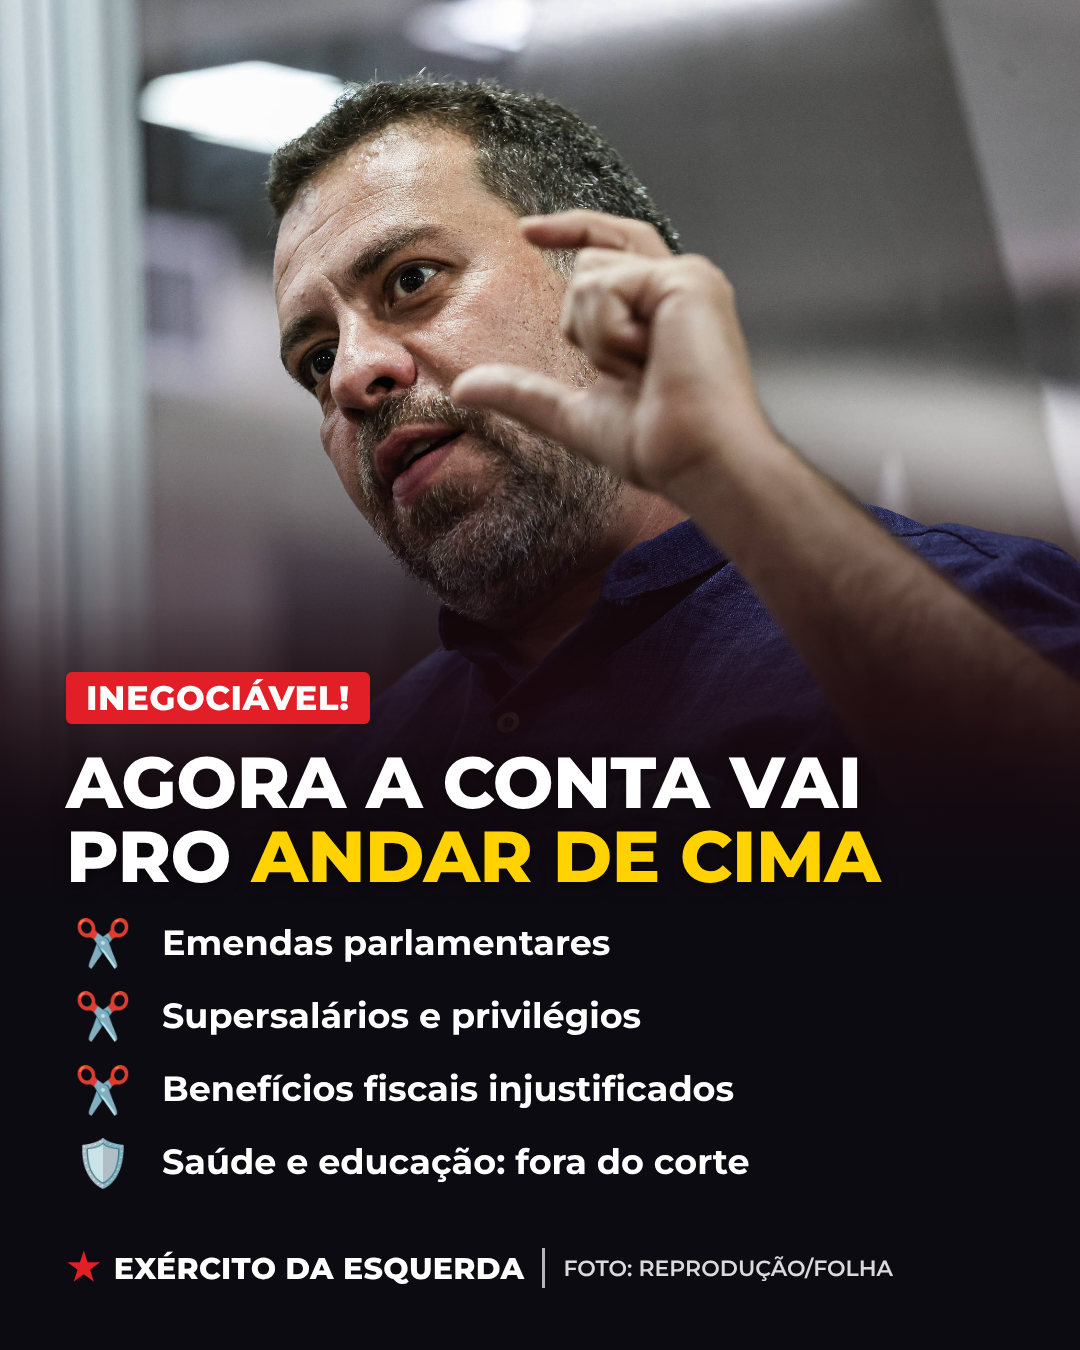 INEGOCIÁVEL!
AGORA A CONTA VAI
PRO ANDAR DE CIMA
Emendas parlamentares
Supersalários e privilégios
Benefícios fiscais injustificados
Saúde e educação: fora do corte
EXÉRCITO DA ESQUERDA | FOTO: REPRODUÇÃO/FOLHA